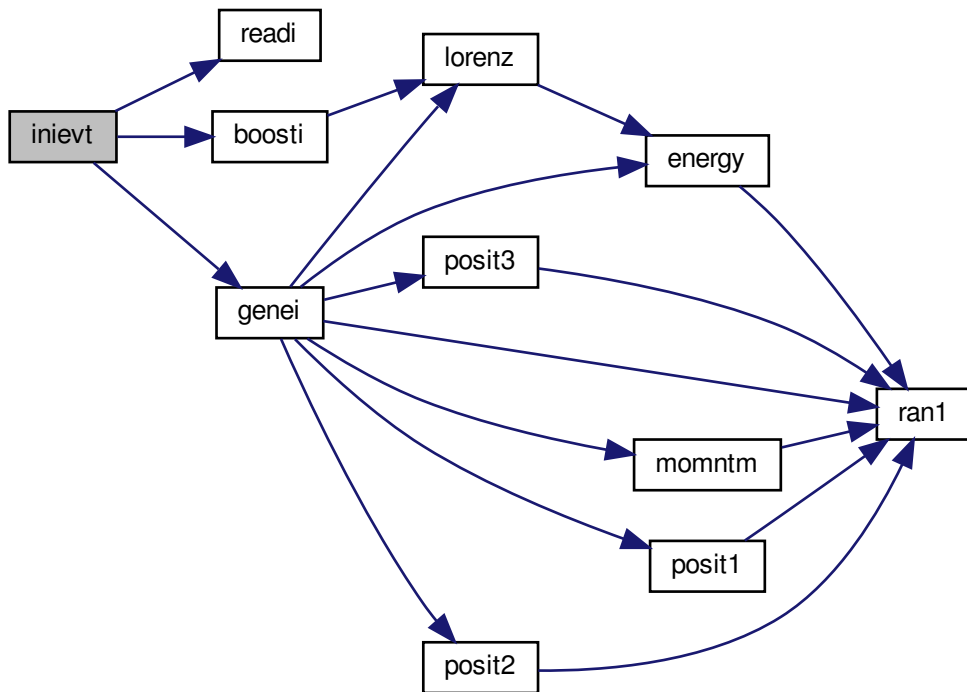 readi
lorenz
inievt
boosti
energy
posit3
genei
ran1
momntm
posit1
posit2